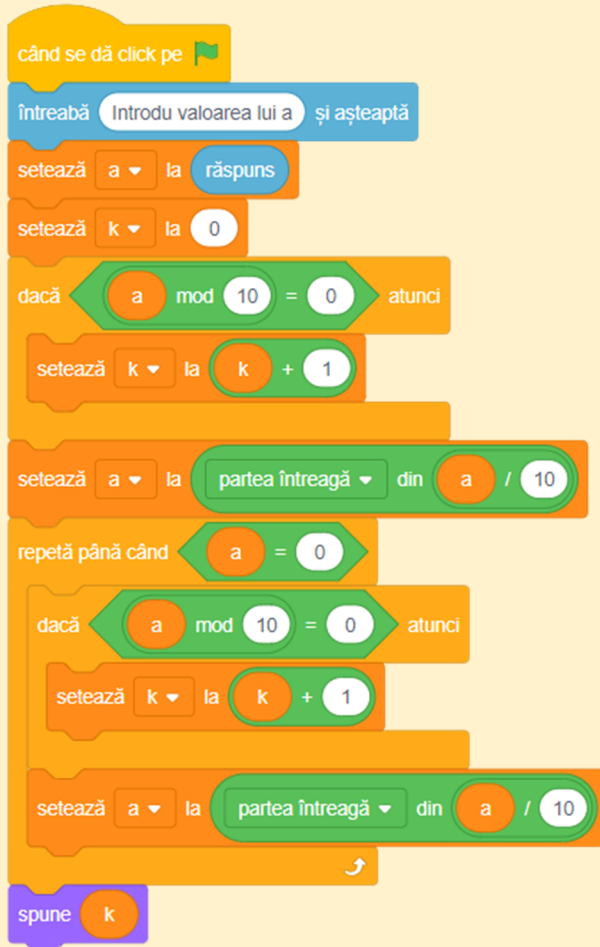 când se dă click pe
întreabă Introdu valoarea lui a și așteaptă
setează a la răspuns
setează k la 0
dacă a mod 10 = 0 atunci
setează k la k + 1
setează a la partea întreagă din a / 10
repetă până când a = 0
dacă a mod 10 = 0 atunci
setează k la k + 1
setează a la partea întreagă din a / 10
spune k